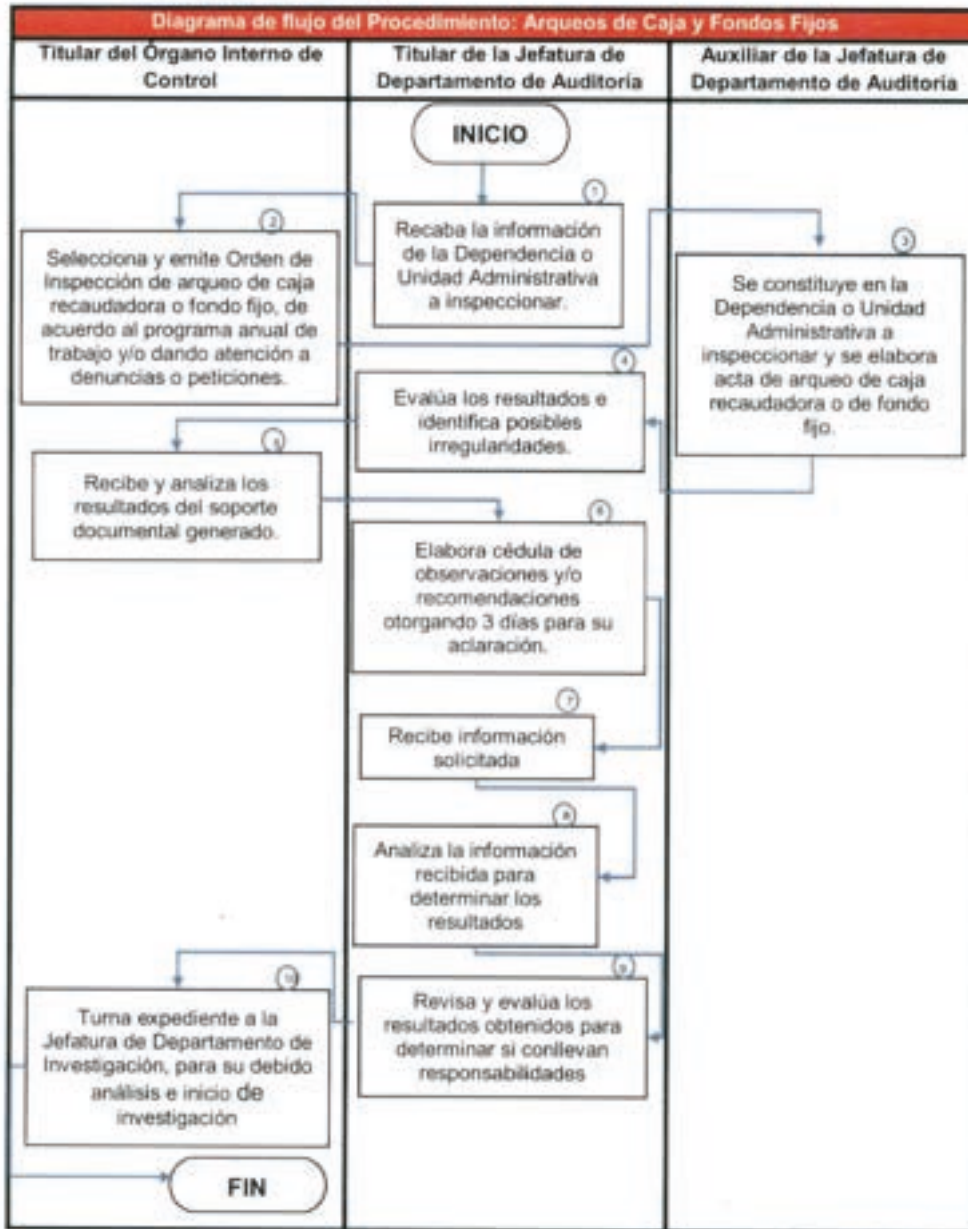 Diagrama de flujo del Procedimiento: Arqueos de Caja y Fondos Fijos
Titular del Órgano Interno de
Control
Titular de la Jefatura de
Departamento de Auditoría
Auxiliar de la Jefatura de
Departamento de Auditoría
INICIO
1
Recaba la información
de la Dependencia o
Unidad Administrativa
a inspeccionar.
2
Selecciona y emite Orden de
Inspección de arqueo de caja
recaudadora o fondo fijo, de
acuerdo al programa anual de
trabajo y/o dando atención a
denuncias o peticiones.
3
Se constituye en la
Dependencia o Unidad
Administrativa a
inspeccionar y se elabora
acta de arqueo de caja
recaudadora o de fondo
fijo.
4
Evalúa los resultados e
identifica posibles
irregularidades.
5
Recibe y analiza los
resultados del soporte
documental generado.
6
Elabora cédula de
observaciones y/o
recomendaciones
otorgando 3 días para su
aclaración.
7
Recibe información
solicitada
8
Analiza la información
recibida para
determinar los
resultados
9
Revisa y evalúa los
resultados obtenidos para
determinar si conllevan
responsabilidades
10
Turna expediente a la
Jefatura de Departamento de
Investigación, para su debido
análisis e inicio de
investigación
FIN